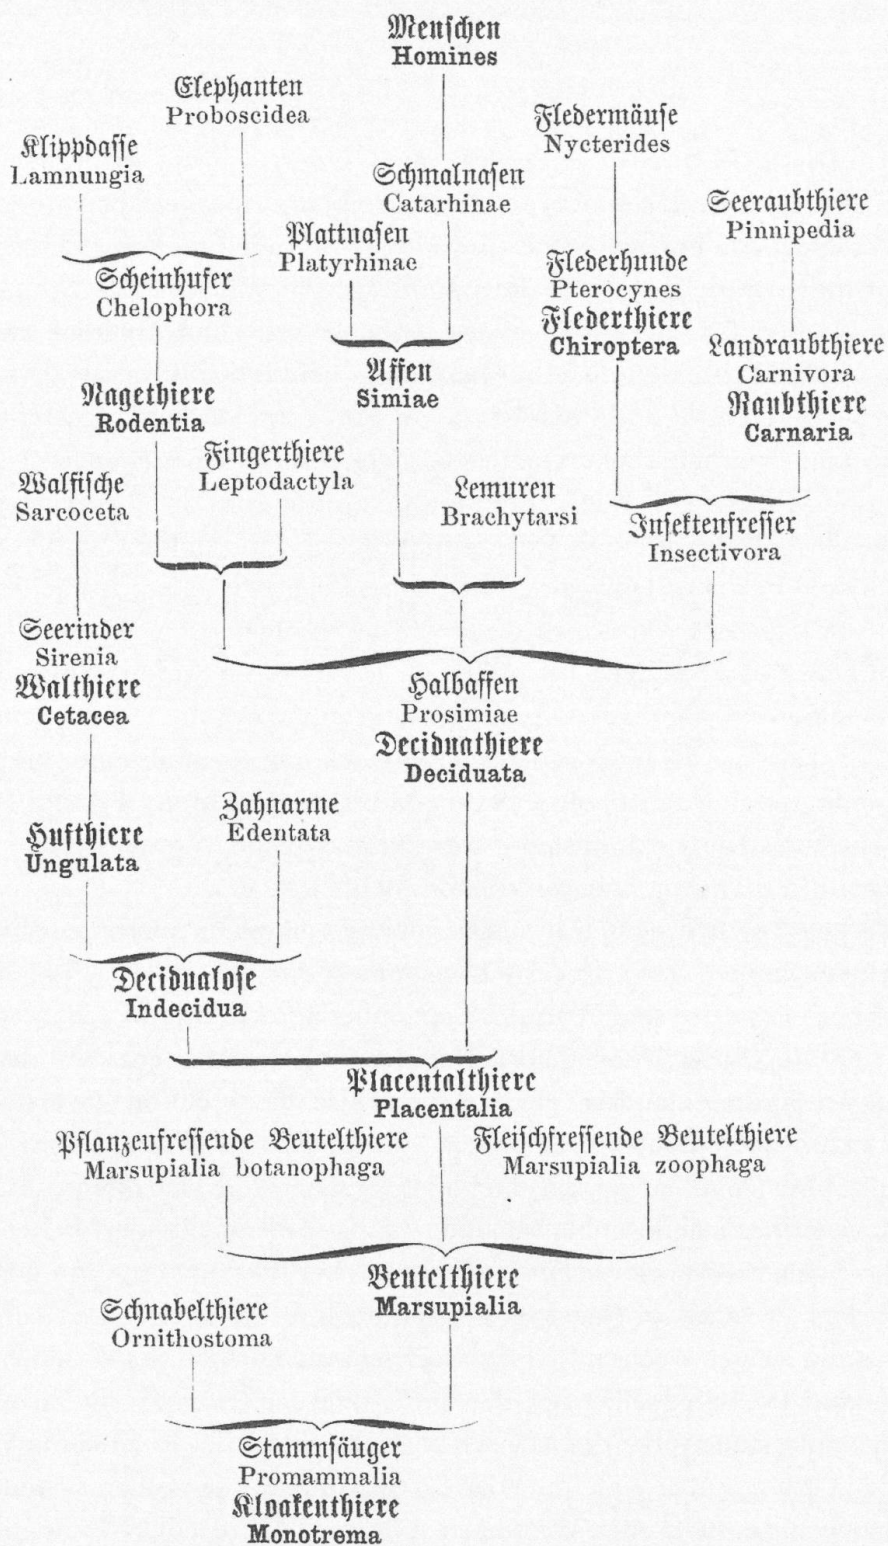 Menſchen
Homines
Elephanten
Proboscidea
Fledermäuſe
Nycterides
Klippdaſſe
Lamnungia
Schmalnaſen
Catarhinae
Seeraubthiere
Pinnipedia
Plattnaſen
Platyrhinae
Scheinhufer
Chelophora
Flederhunde
Pterocynes
Flederthiere
Chiroptera
Landraubthiere
Carnivora
Raubthiere
Carnaria
Affen
Simiae
Nagethiere
Rodentia
Fingerthiere
Leptodactyla
Walfiſche
Sarcoceta
Lemuren
Brachytarsi
Inſektenfreſſer
Insectivora
Seerinder
Sirenia
Walthiere
Cetacea
Halbaffen
Prosimiae
Deciduathiere
Deciduata
Zahnarme
Edentata
Hufthiere
Ungulata
Decidualoſe
Indecidua
Placentalthiere
Placentalia
Pflanzenfreſſende Beutelthiere
Marsupialia botanophaga
Fleiſchfreſſende Beutelthiere
Marsupialia zoophaga
Beutelthiere
Marsupialia
Schnabelthiere
Ornithostoma
Stammſäuger
Promammalia
Kloakenthiere
Monotrema